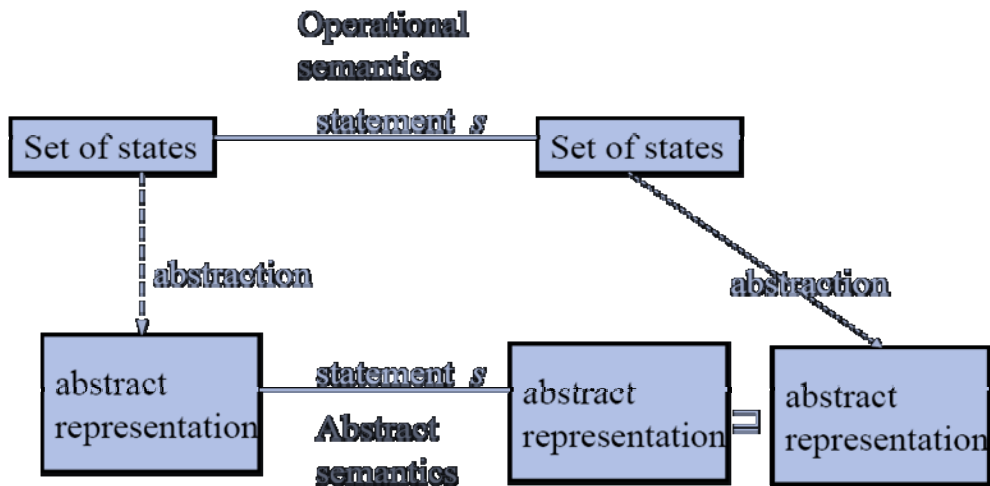 Operational
semantics
statement s
Set of states
Set of states
abstraction
abstraction
abstract
representation
statement s
Abstract
semantics
abstract
representation
⊒
abstract
representation